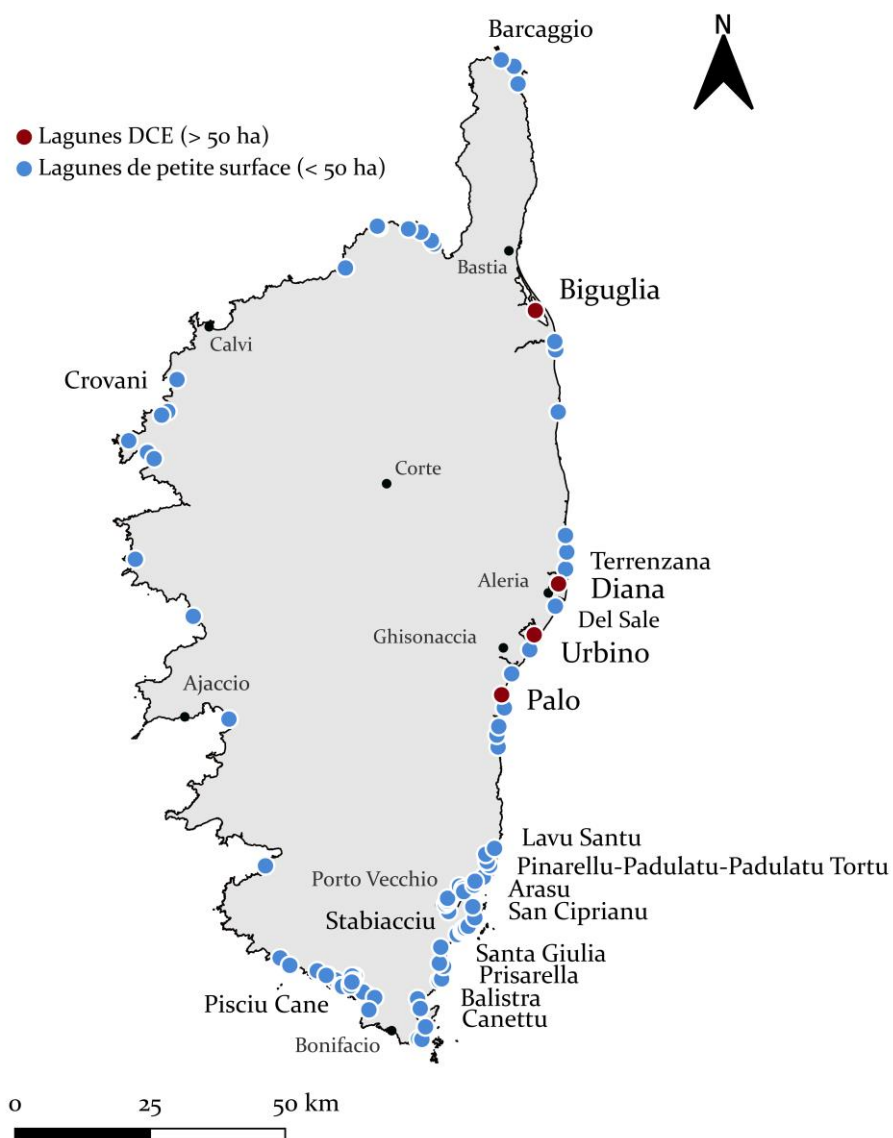 Barcaggio
N
Lagunes DCE (> 50 ha)
Lagunes de petite surface (< 50 ha)
Bastia
Biguglia
Calvi
Crovani
Corte
Terrenzana
Aleria
Diana
Del Sale
Ghisonaccia
Urbino
Ajaccio
Palo
Lavu Santu
Pinarellu-Padulatu-Padulatu Tortu
Porto Vecchio
Arasu
San Ciprianu
Stabiacciu
Santa Giulia
Prisarella
Pisciu Cane
Balistra
Canettu
Bonifacio
0 25 50 km